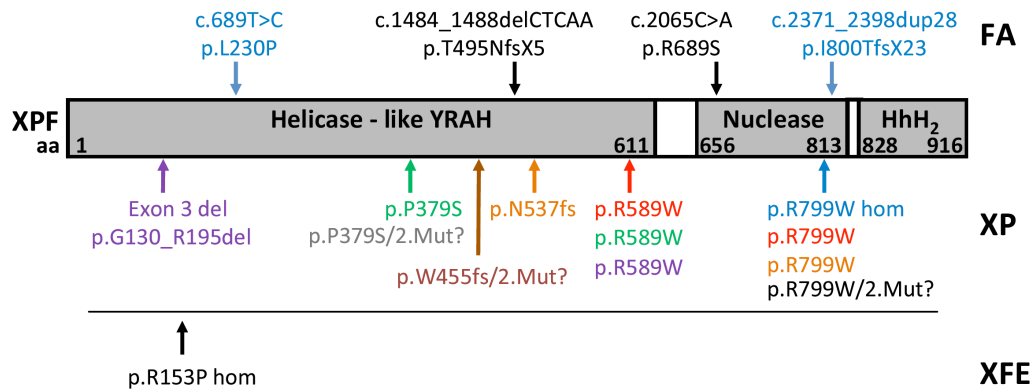 c.689T>C c.1484_1488delCTCAA c.2065C>A c.2371_2398dup28 FA
p.L230P p.T495NfsX5 p.R689S p.I800TfsX23
XPF Helicase - like YRAH Nuclease HhH2
aa 1 611 656 813 828 916
Exon 3 del p.P379S p.N537fs p.R589W p.R799W hom XP
p.G130_R195del p.P379S/2.Mut? p.R589W p.R799W
p.W455fs/2.Mut? p.R589W p.R799W
p.R799W/2.Mut?
p.R153P hom XFE